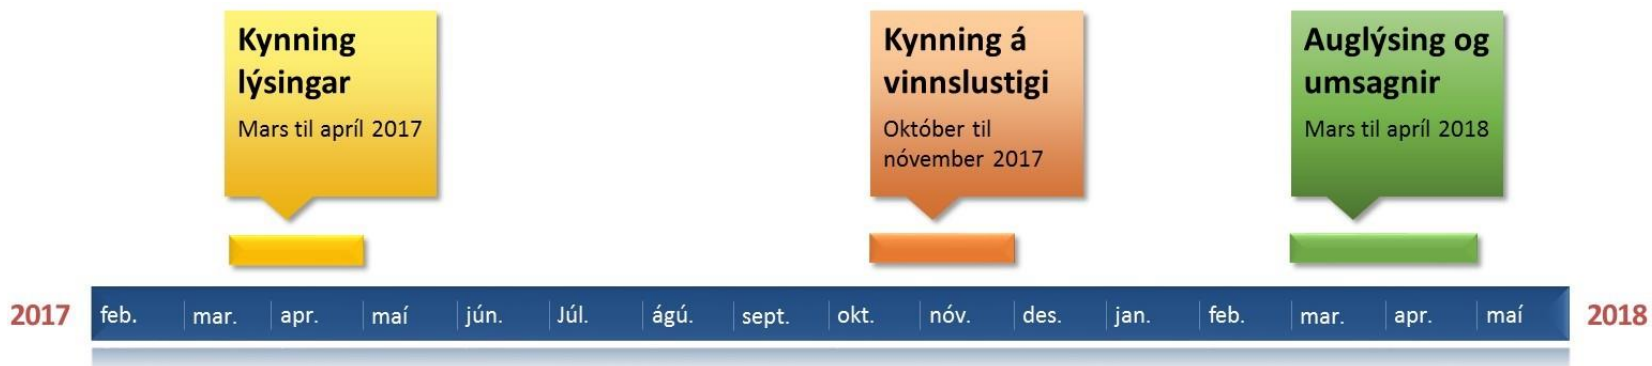 Kynning
lýsingar
Mars til apríl 2017
Kynning á
vinnslustigi
Október til
nóvember 2017
Auglýsing og
umsagnir
Mars til apríl 2018
2017 feb. mar. apr. maí jún. Júl. ágú. sept. okt. nóv. des. jan. feb. mar. apr. maí 2018